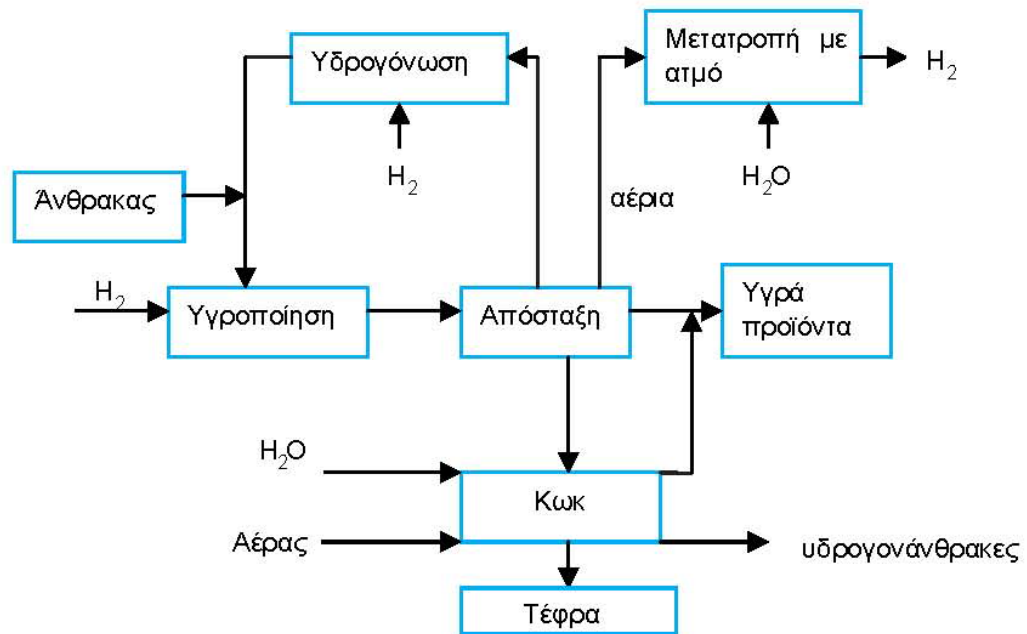 Υδρογόνωση
Μετατροπή με
ατμό
H2
H2
H2O
Άνθρακας
αέρια
H2
Υγροποίηση
Απόσταξη
Υγρά
προϊόντα
H2O
Κωκ
Αέρας
υδρογονάνθρακες
Τέφρα